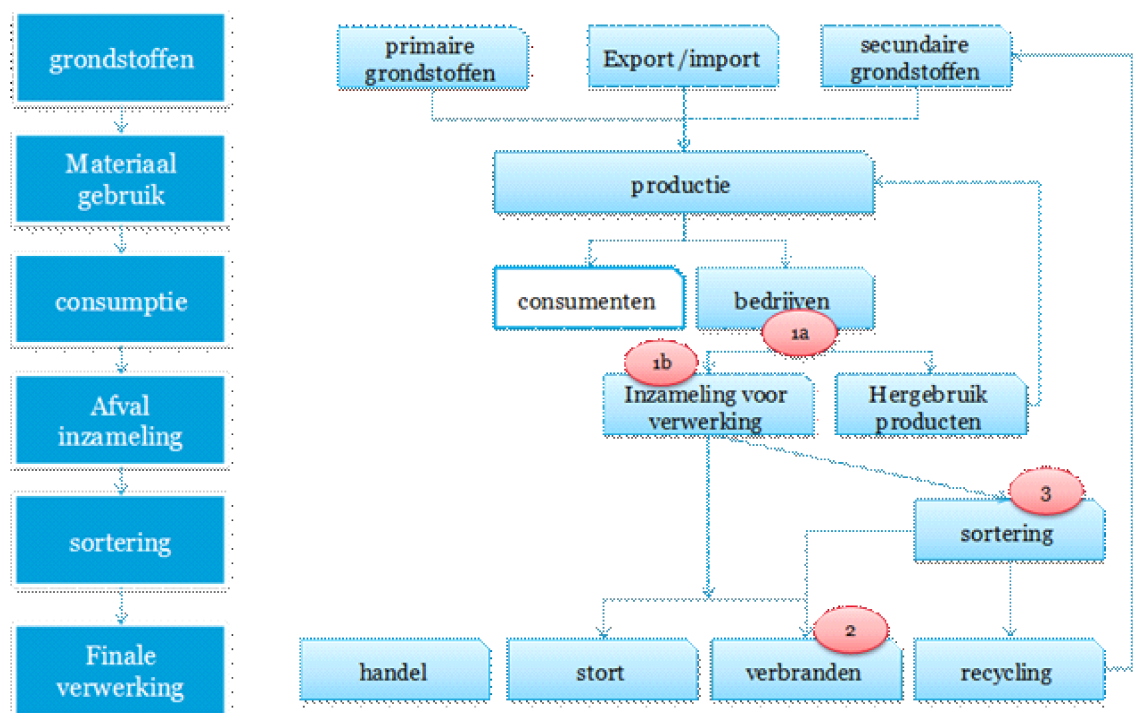 grondstoffen
primaire
grondstoffen
Export /import
secundaire
grondstoffen
Materiaal
gebruik
productie
consumptie
consumenten
bedrijven
1a
1b
Afval
inzameling
Inzameling voor
verwerking
Hergebruik
producten
3
sortering
sortering
2
Finale
verwerking
handel
stort
verbranden
recycling